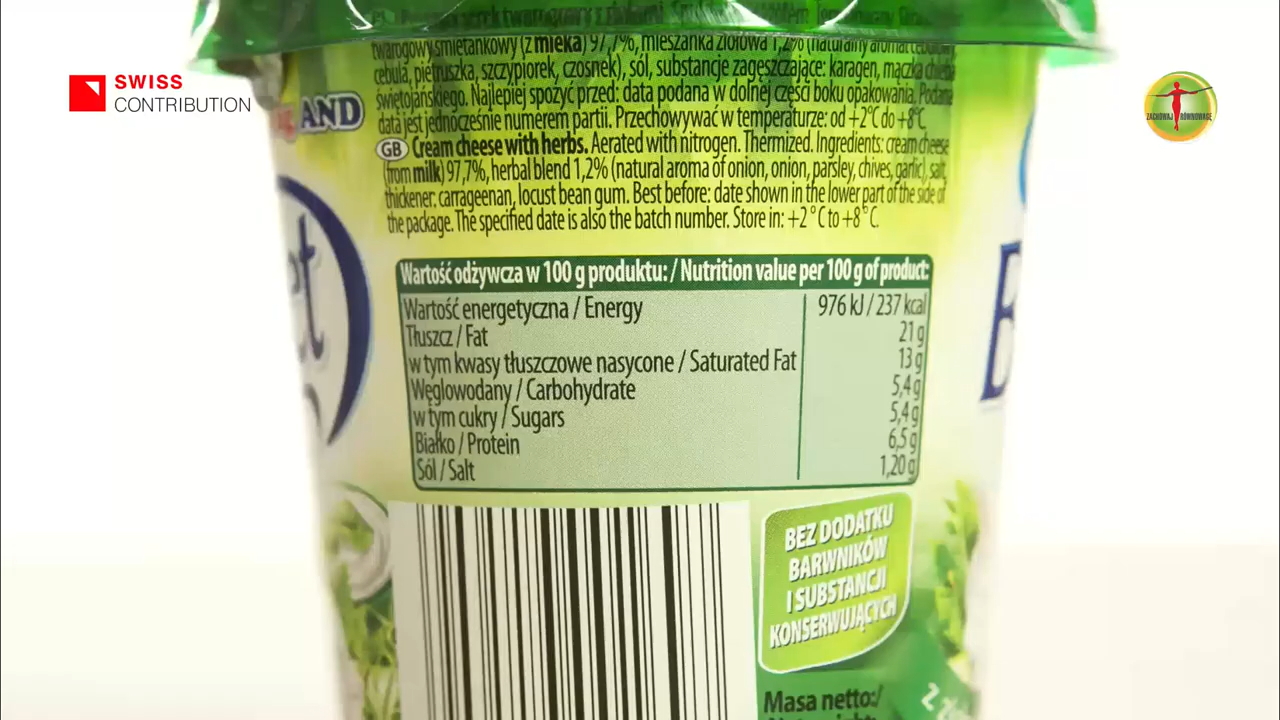 SWISS
CONTRIBUTION
ZACHOWAJ RÓWNOWAGĘ
twarogowy śmietankowy (z mleka) 97,7%, mieszanka ziołowa 1,2% (naturalny aromat
cebula, pietruszka, szczypiorek, czosnek), sól, substancje zagęszczające: karagen, mączka chleba
świętojańskiego. Najlepiej spożyć przed: data podana w dolnej części boku opakowania. Podana
data jest jednocześnie numerem partii. Przechowywać w temperaturze: od +2°C do +8°C.
GB Cream cheese with herbs. Aerated with nitrogen. Thermized. Ingredients: cream cheese
(from milk) 97,7%, herbal blend 1,2% (natural aroma of onion, onion, parsley, chives, garlic), salt,
thickener: carrageenan, locust bean gum. Best before: date shown in the lower part of the side of
the package. The specified date is also the batch number. Store in: +2°C to +8°C.
Wartość odżywcza w 100 g produktu: / Nutrition value per 100 g of product:
Wartość energetyczna / Energy 976 kJ / 237 kcal
Tłuszcz / Fat 21 g
w tym kwasy tłuszczowe nasycone / Saturated Fat 13 g
Węglowodany / Carbohydrate 5,4 g
w tym cukry / Sugars 5,4 g
Białko / Protein 6,5 g
Sól / Salt 1,20 g
BEZ DODATKU
BARWNIKÓW
I SUBSTANCJI
KONSERWUJĄCYCH
Masa netto:/